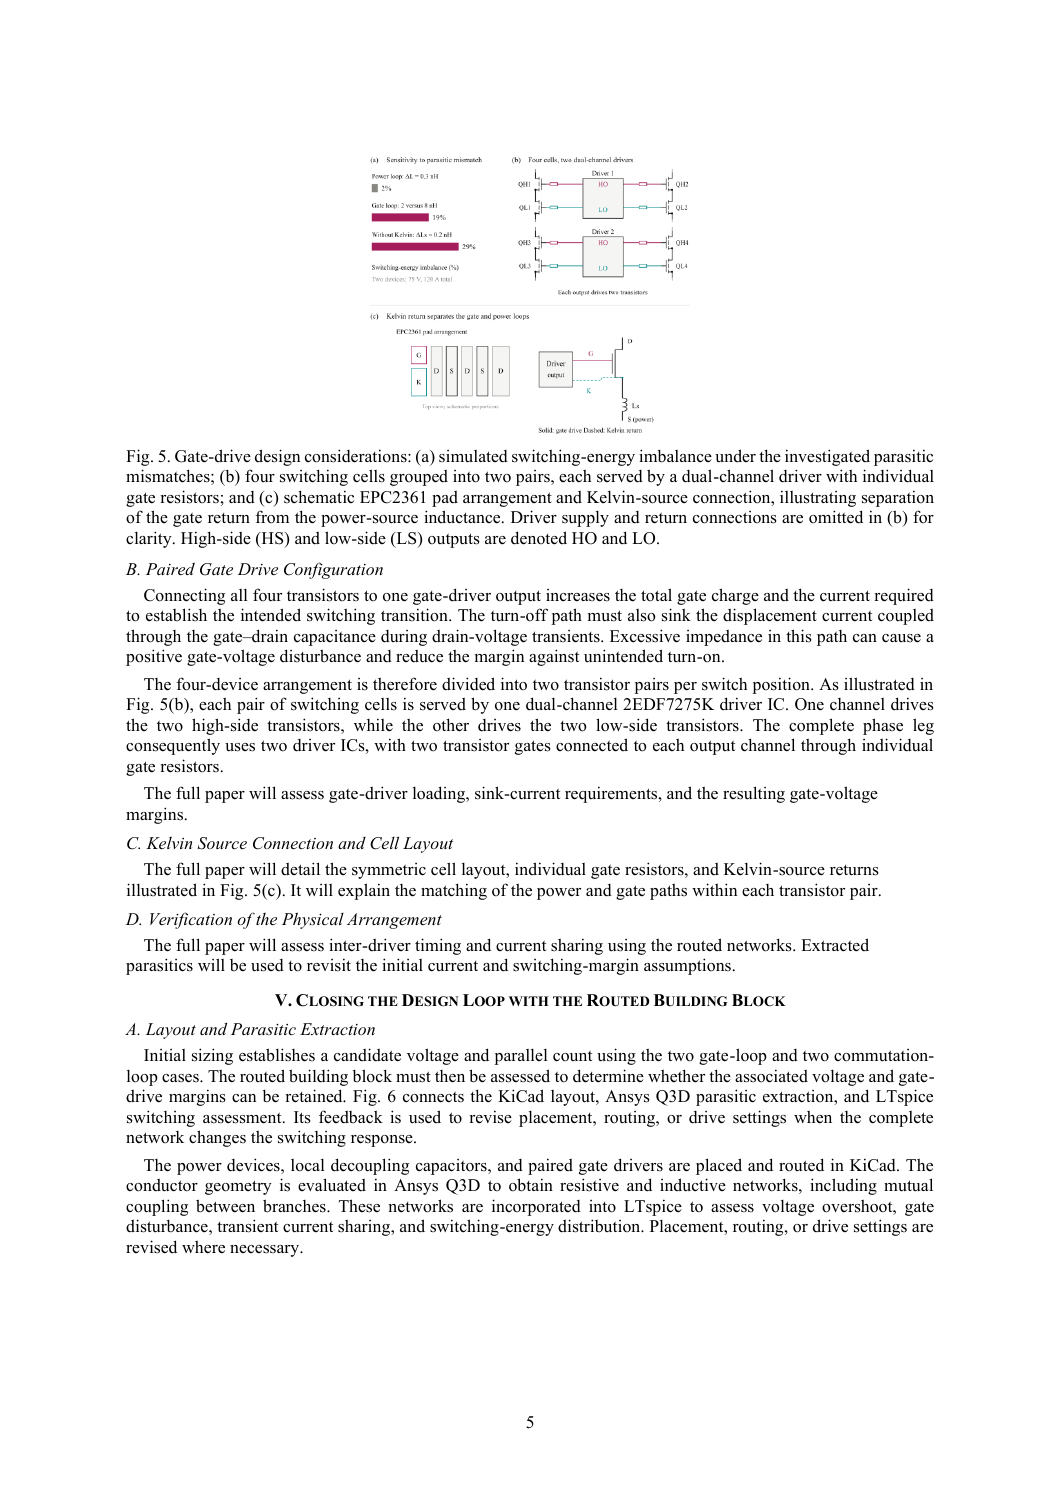 (a) Sensitivity to parasitic mismatch
Power loop: ΔL = 0.3 nH
2%
Gate loop: 2 versus 8 nH
19%
Without Kelvin: ΔLs = 0.2 nH
29%
Switching-energy imbalance (%)
Two devices: 75 V, 120 A total
(b) Four cells, two dual-channel drivers
Driver 1
QH1 HO QH2
QL1 LO QL2
Driver 2
QH3 HO QH4
QL3 LO QL4
Each output drives two transistors
(c) Kelvin return separates the gate and power loops
EPC2361 pad arrangement
G
K
D S D S D
Top view; schematic proportions
Driver
output
G
K
D
Ls
S (power)
Solid: gate drive Dashed: Kelvin return
Fig. 5. Gate-drive design considerations: (a) simulated switching-energy imbalance under the investigated parasitic
mismatches; (b) four switching cells grouped into two pairs, each served by a dual-channel driver with individual
gate resistors; and (c) schematic EPC2361 pad arrangement and Kelvin-source connection, illustrating separation
of the gate return from the power-source inductance. Driver supply and return connections are omitted in (b) for
clarity. High-side (HS) and low-side (LS) outputs are denoted HO and LO.
B. Paired Gate Drive Configuration
Connecting all four transistors to one gate-driver output increases the total gate charge and the current required
to establish the intended switching transition. The turn-off path must also sink the displacement current coupled
through the gate–drain capacitance during drain-voltage transients. Excessive impedance in this path can cause a
positive gate-voltage disturbance and reduce the margin against unintended turn-on.
The four-device arrangement is therefore divided into two transistor pairs per switch position. As illustrated in
Fig. 5(b), each pair of switching cells is served by one dual-channel 2EDF7275K driver IC. One channel drives
the two high-side transistors, while the other drives the two low-side transistors. The complete phase leg
consequently uses two driver ICs, with two transistor gates connected to each output channel through individual
gate resistors.
The full paper will assess gate-driver loading, sink-current requirements, and the resulting gate-voltage
margins.
C. Kelvin Source Connection and Cell Layout
The full paper will detail the symmetric cell layout, individual gate resistors, and Kelvin-source returns
illustrated in Fig. 5(c). It will explain the matching of the power and gate paths within each transistor pair.
D. Verification of the Physical Arrangement
The full paper will assess inter-driver timing and current sharing using the routed networks. Extracted
parasitics will be used to revisit the initial current and switching-margin assumptions.
V. CLOSING THE DESIGN LOOP WITH THE ROUTED BUILDING BLOCK
A. Layout and Parasitic Extraction
Initial sizing establishes a candidate voltage and parallel count using the two gate-loop and two commutation-
loop cases. The routed building block must then be assessed to determine whether the associated voltage and gate-
drive margins can be retained. Fig. 6 connects the KiCad layout, Ansys Q3D parasitic extraction, and LTspice
switching assessment. Its feedback is used to revise placement, routing, or drive settings when the complete
network changes the switching response.
The power devices, local decoupling capacitors, and paired gate drivers are placed and routed in KiCad. The
conductor geometry is evaluated in Ansys Q3D to obtain resistive and inductive networks, including mutual
coupling between branches. These networks are incorporated into LTspice to assess voltage overshoot, gate
disturbance, transient current sharing, and switching-energy distribution. Placement, routing, or drive settings are
revised where necessary.
5